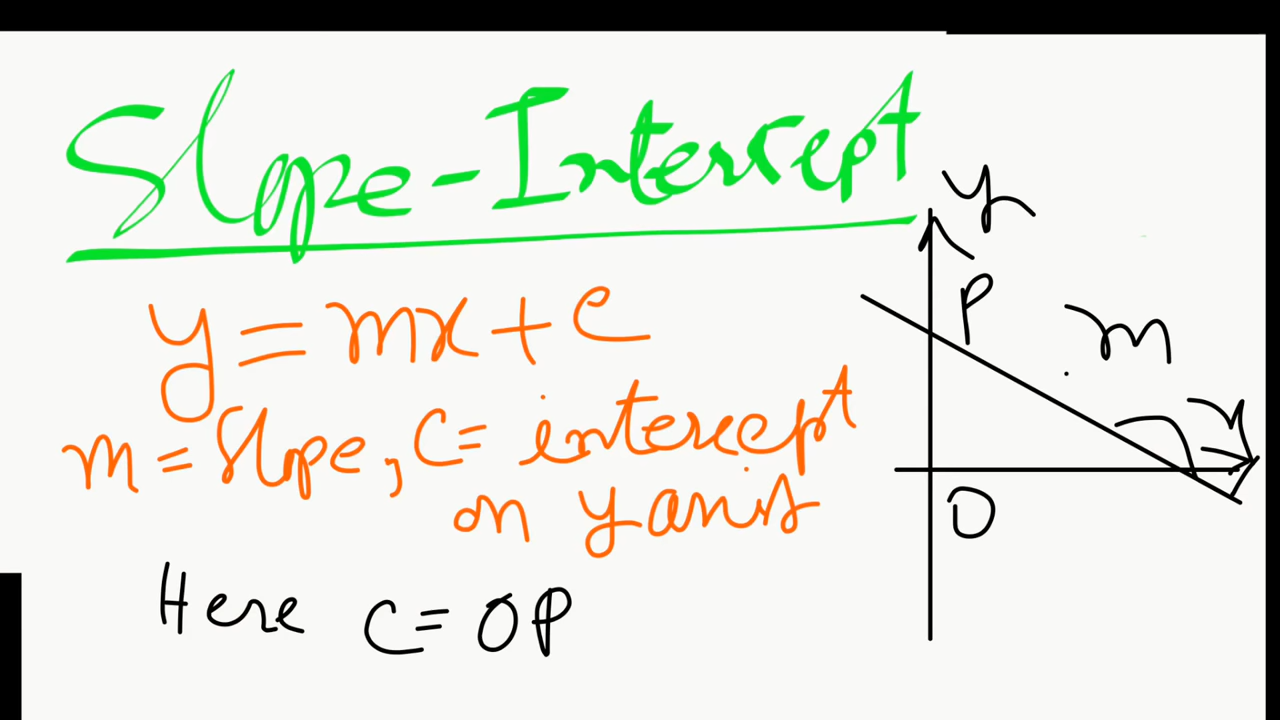 Slope-Intercept
y = mx + c
m = slope, c = intercept
on y axis
Here c = OP
y
P
m
x
O